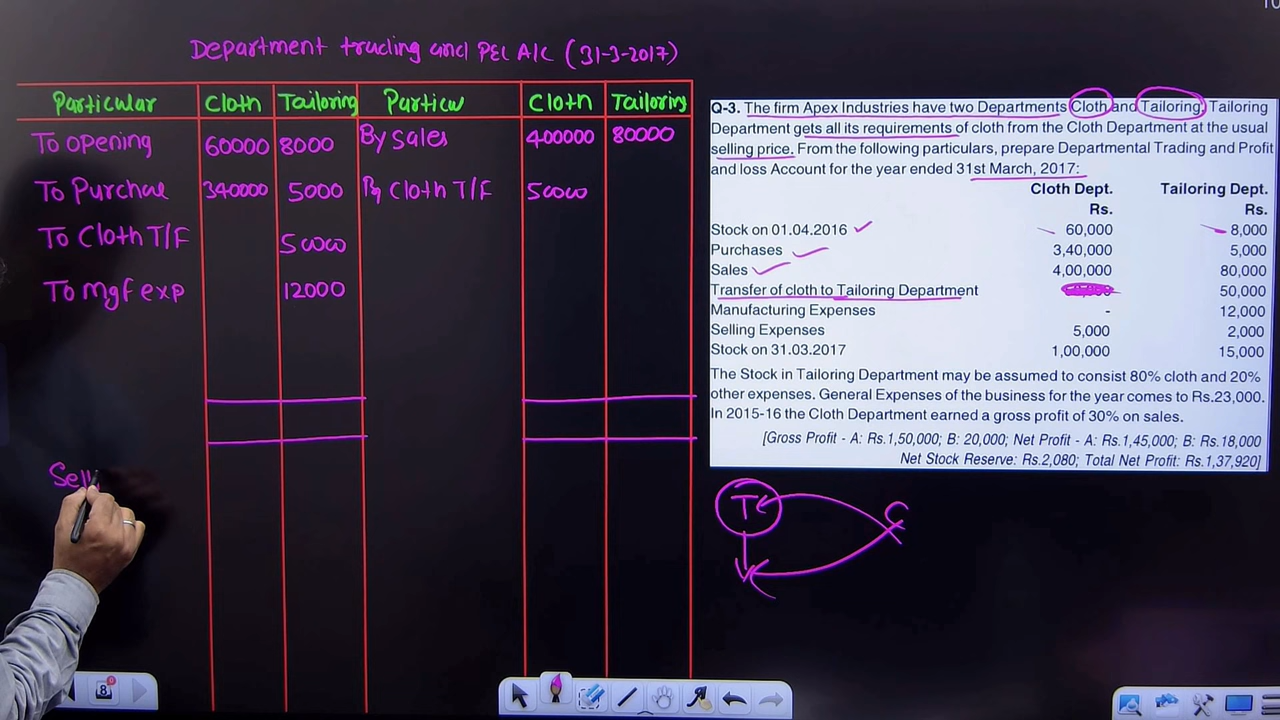 Department trading and P&L A/C (31-3-2017)
Particular Cloth Tailoring Particu Cloth Tailoring
To opening 60000 8000 By sales 400000 80000
To Purchae 340000 5000 By Cloth T/F 50000
To Cloth T/F 50000
To mgf exp 12000
Sell
Q-3. The firm Apex Industries have two Departments Cloth and Tailoring. Tailoring
Department gets all its requirements of cloth from the Cloth Department at the usual
selling price. From the following particulars, prepare Departmental Trading and Profit
and loss Account for the year ended 31st March, 2017:
Cloth Dept. Tailoring Dept.
Rs. Rs.
Stock on 01.04.2016 60,000 8,000
Purchases 3,40,000 5,000
Sales 4,00,000 80,000
Transfer of cloth to Tailoring Department 50,000
Manufacturing Expenses - 12,000
Selling Expenses 5,000 2,000
Stock on 31.03.2017 1,00,000 15,000
The Stock in Tailoring Department may be assumed to consist 80% cloth and 20%
other expenses. General Expenses of the business for the year comes to Rs.23,000.
In 2015-16 the Cloth Department earned a gross profit of 30% on sales.
[Gross Profit - A: Rs.1,50,000; B: 20,000; Net Profit - A: Rs.1,45,000; B: Rs.18,000
Net Stock Reserve: Rs.2,080; Total Net Profit: Rs.1,37,920]
T C
8